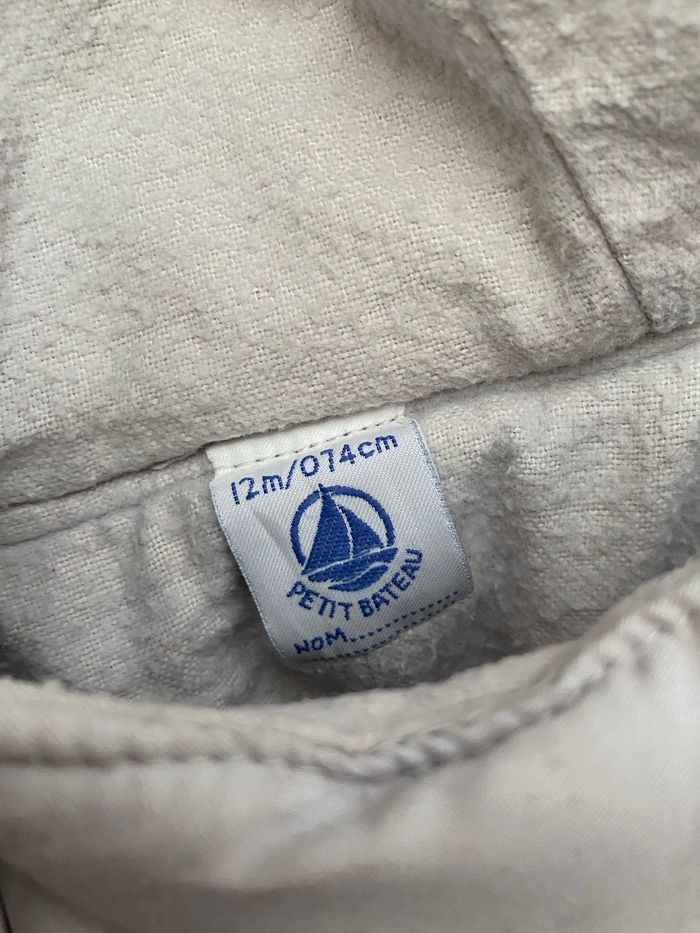 12m/074cm
PETIT BATEAU
NOM..............